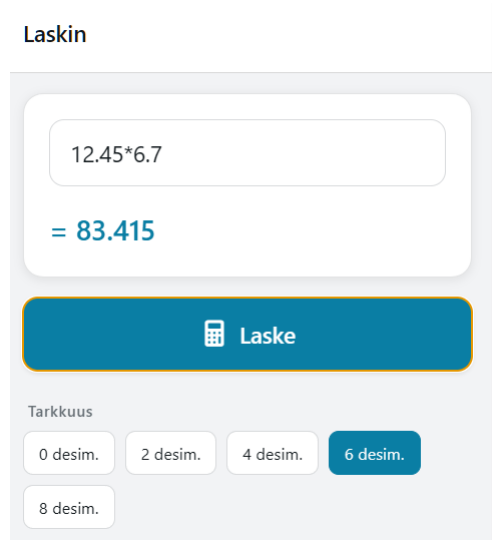 Laskin
12.45*6.7
= 83.415
Laske
Tarkkuus
0 desim. 2 desim. 4 desim. 6 desim.
8 desim.